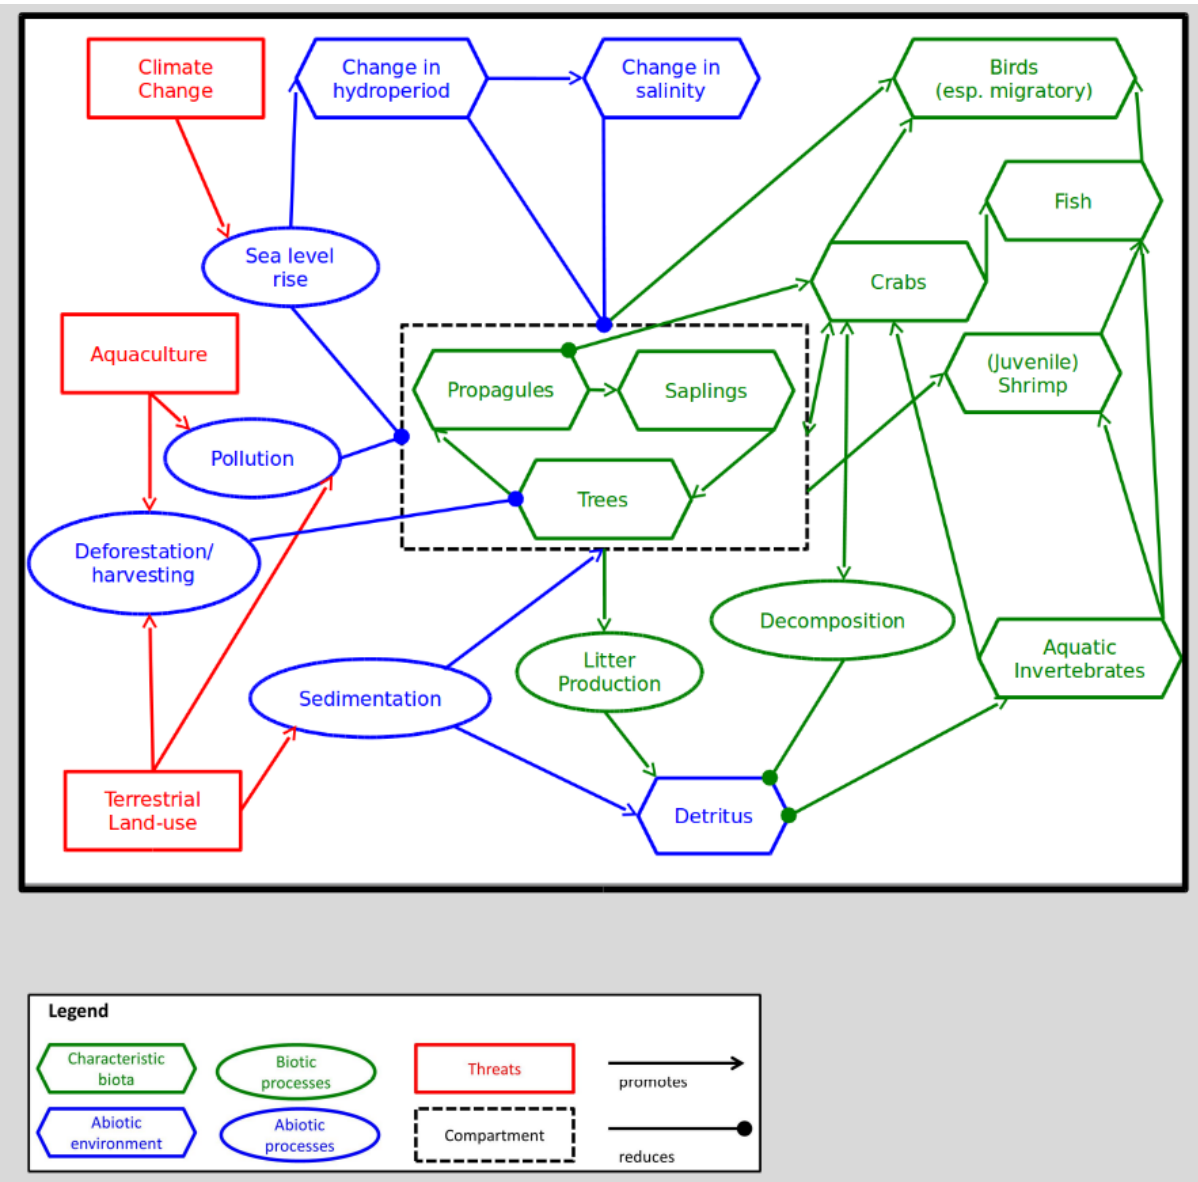 Climate
Change
Change in
hydroperiod
Change in
salinity
Birds
(esp. migratory)
Fish
Sea level
rise
Crabs
Aquaculture
(Juvenile)
Shrimp
Propagules
Saplings
Pollution
Trees
Deforestation/
harvesting
Decomposition
Litter
Production
Aquatic
Invertebrates
Sedimentation
Terrestrial
Land-use
Detritus
Legend
Characteristic
biota
Biotic
processes
Threats
promotes
Abiotic
environment
Abiotic
processes
Compartment
reduces